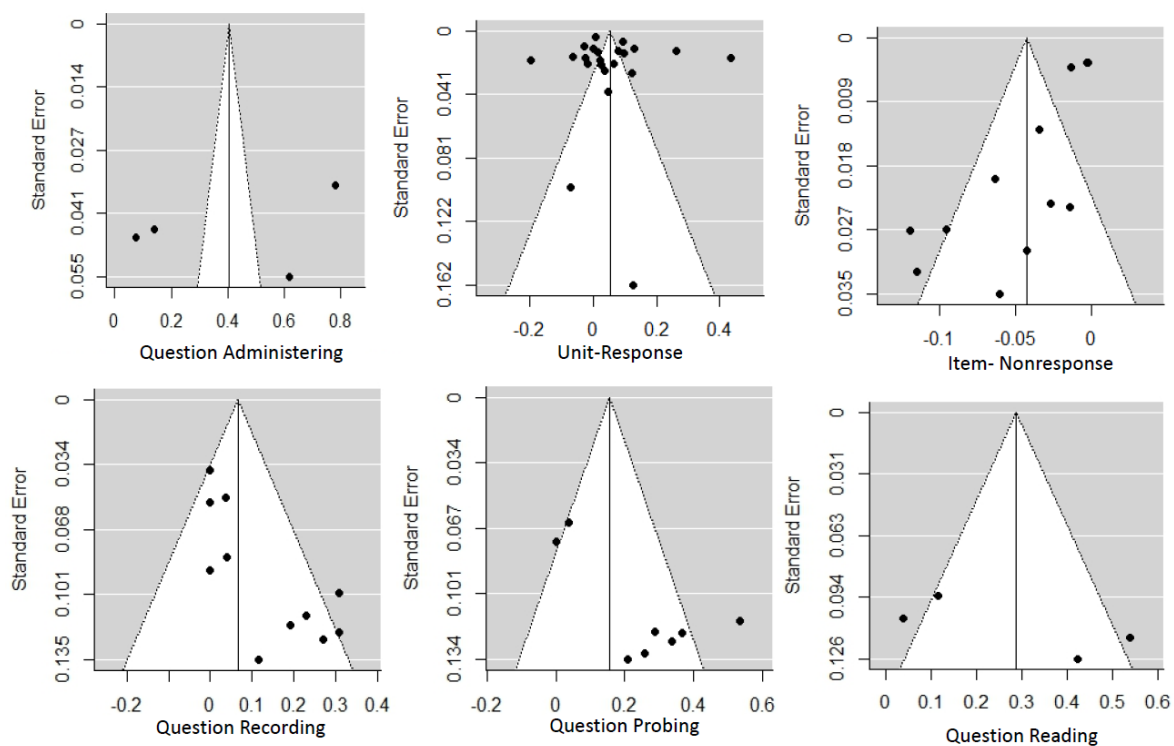 0
0.014
0.027
0.041
0.055
Standard Error
0 0.2 0.4 0.6 0.8
Question Administering
0
0.041
0.081
0.122
0.162
Standard Error
-0.2 0 0.2 0.4
Unit-Response
0
0.009
0.018
0.027
0.035
Standard Error
-0.1 -0.05 0
Item- Nonresponse
0
0.034
0.068
0.101
0.135
Standard Error
-0.2 0 0.1 0.2 0.3 0.4
Question Recording
0
0.034
0.067
0.101
0.134
Standard Error
-0.2 0 0.2 0.4 0.6
Question Probing
0
0.031
0.063
0.094
0.126
Standard Error
0 0.1 0.2 0.3 0.4 0.5
Question Reading